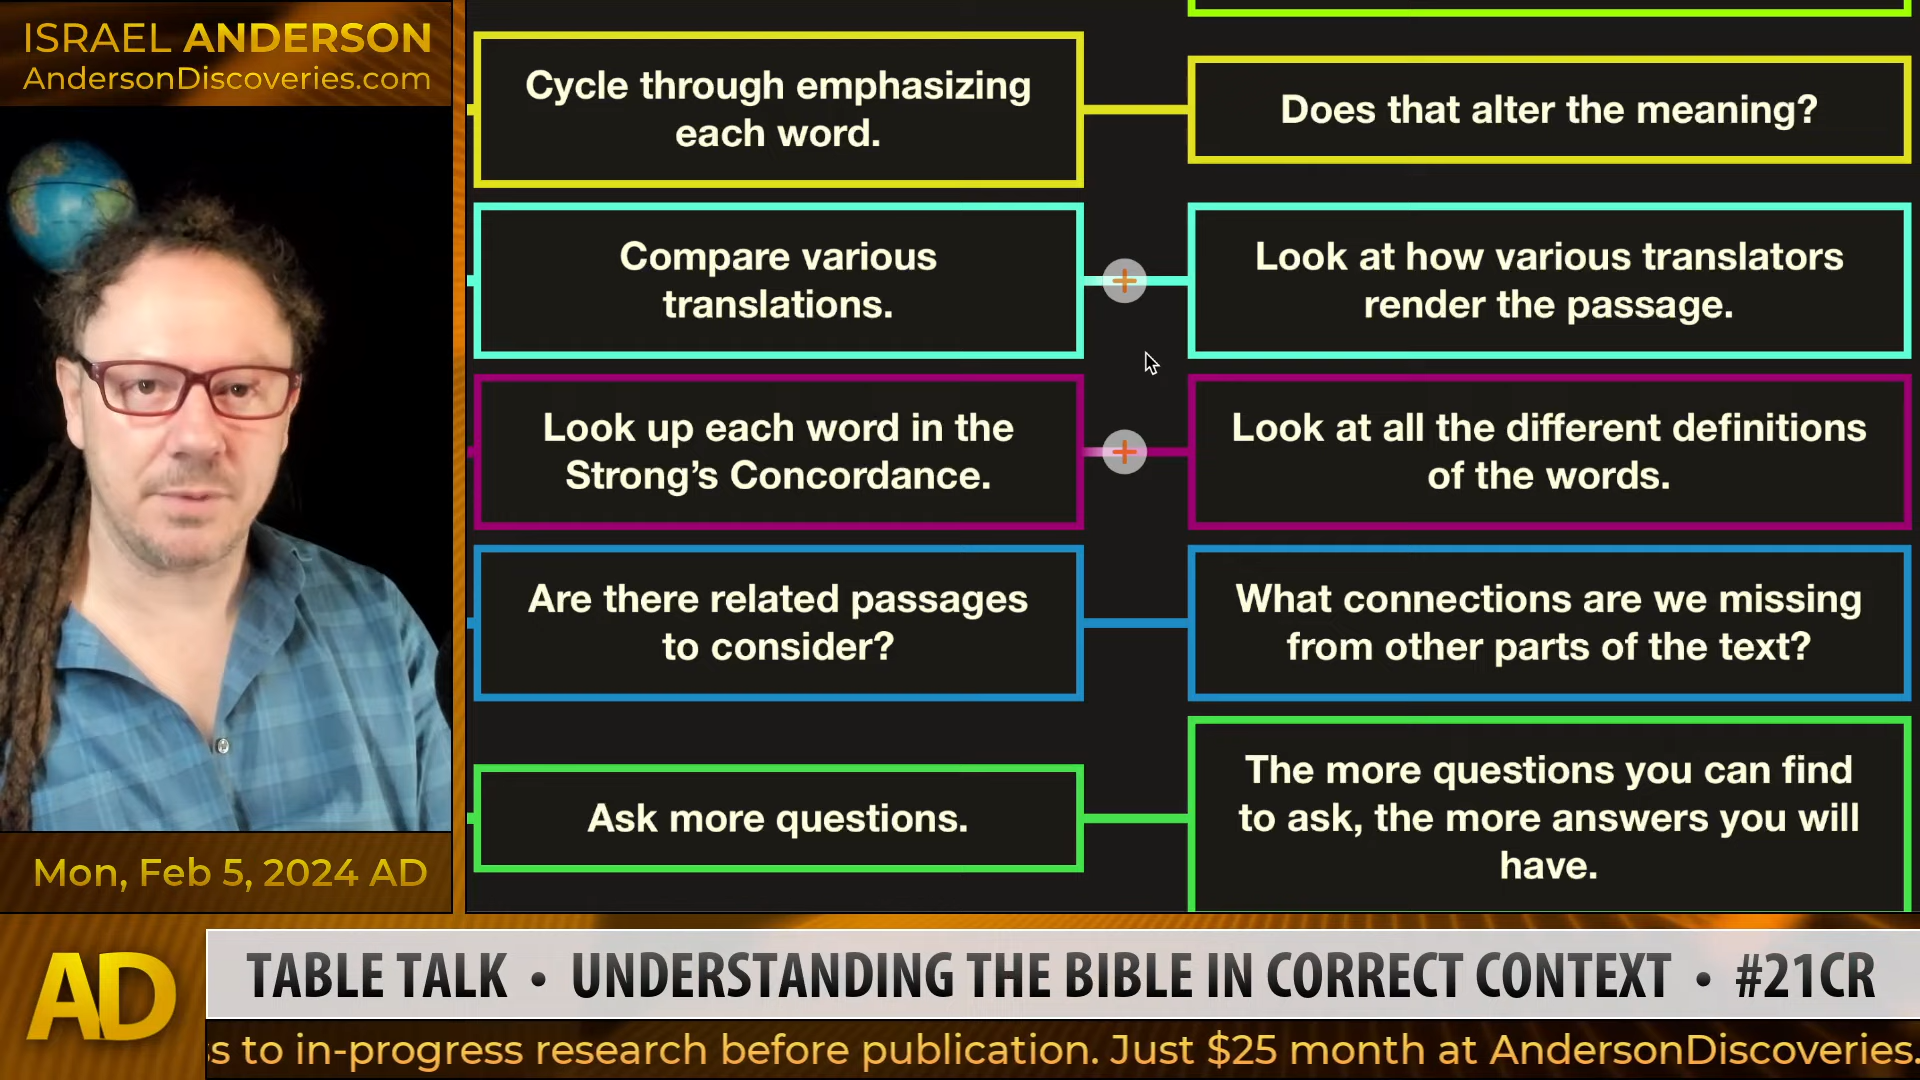 ISRAEL ANDERSON
AndersonDiscoveries.com
Cycle through emphasizing
each word.
Does that alter the meaning?
Compare various
translations.
Look at how various translators
render the passage.
Look up each word in the
Strong’s Concordance.
Look at all the different definitions
of the words.
Are there related passages
to consider?
What connections are we missing
from other parts of the text?
Ask more questions.
The more questions you can find
to ask, the more answers you will
have.
Mon, Feb 5, 2024 AD
AD
TABLE TALK • UNDERSTANDING THE BIBLE IN CORRECT CONTEXT • #21CR
s to in-progress research before publication. Just $25 month at AndersonDiscoveries.